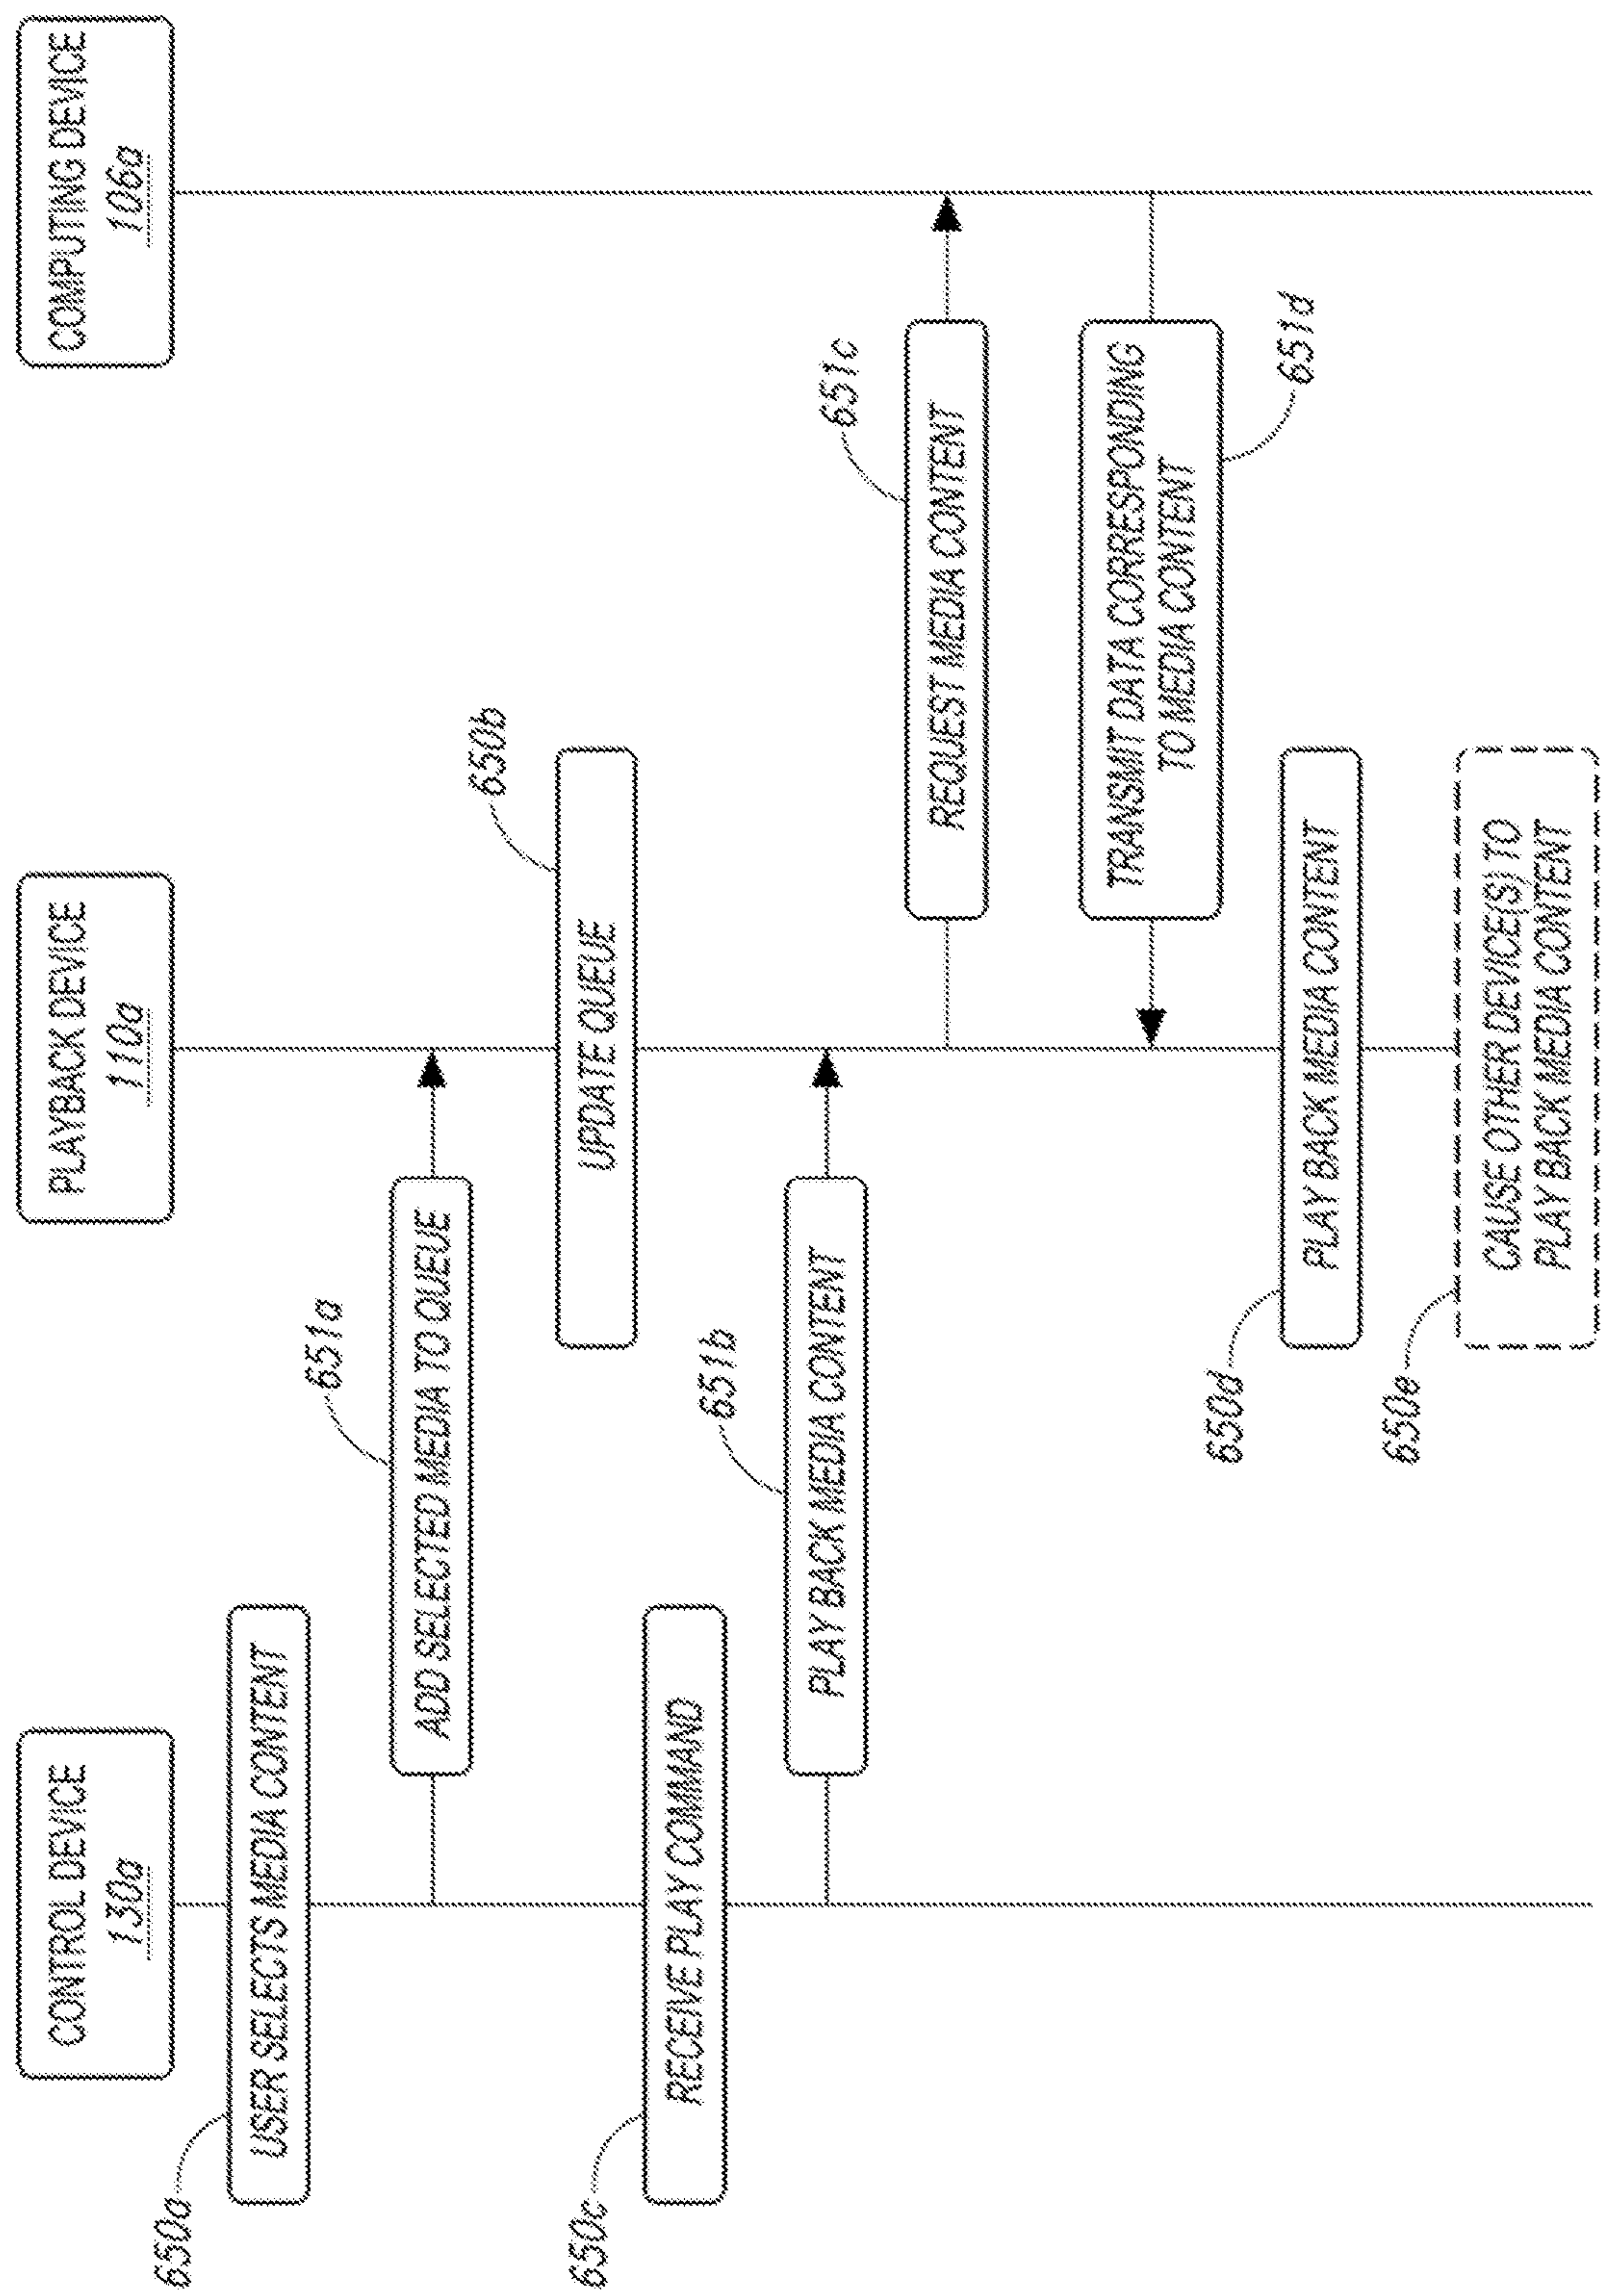 CONTROL DEVICE
130a
PLAYBACK DEVICE
110a
COMPUTING DEVICE
106a
650a
USER SELECTS MEDIA CONTENT
651a
ADD SELECTED MEDIA TO QUEUE
650b
UPDATE QUEUE
650c
RECEIVE PLAY COMMAND
651b
PLAY BACK MEDIA CONTENT
651c
REQUEST MEDIA CONTENT
TRANSMIT DATA CORRESPONDING
TO MEDIA CONTENT
651d
650d
PLAY BACK MEDIA CONTENT
650e
CAUSE OTHER DEVICE(S) TO
PLAY BACK MEDIA CONTENT